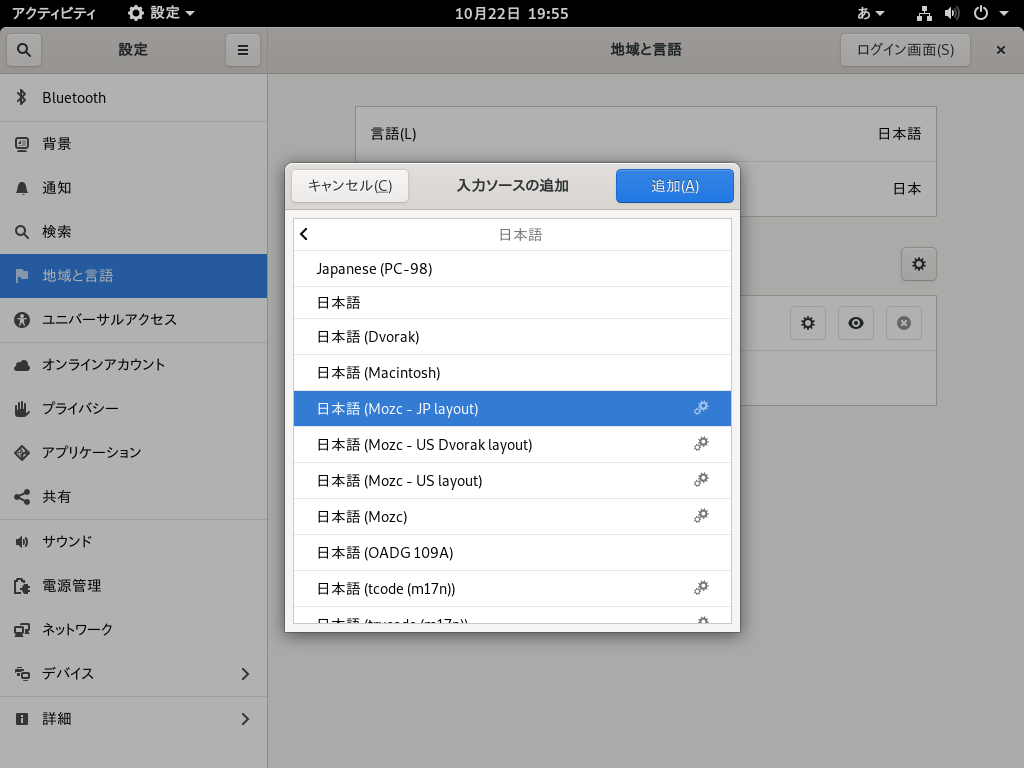 アクティビティ
設定
10月22日 19:55
あ
設定
地域と言語
ログイン画面(S)
Bluetooth
背景
通知
検索
地域と言語
ユニバーサルアクセス
オンラインアカウント
プライバシー
アプリケーション
共有
サウンド
電源管理
ネットワーク
デバイス
詳細
言語(L)
日本語
日本
キャンセル(C)
入力ソースの追加
追加(A)
日本語
Japanese (PC-98)
日本語
日本語 (Dvorak)
日本語 (Macintosh)
日本語 (Mozc - JP layout)
日本語 (Mozc - US Dvorak layout)
日本語 (Mozc - US layout)
日本語 (Mozc)
日本語 (OADG 109A)
日本語 (tcode (m17n))
日本語 (trycode (m17n))